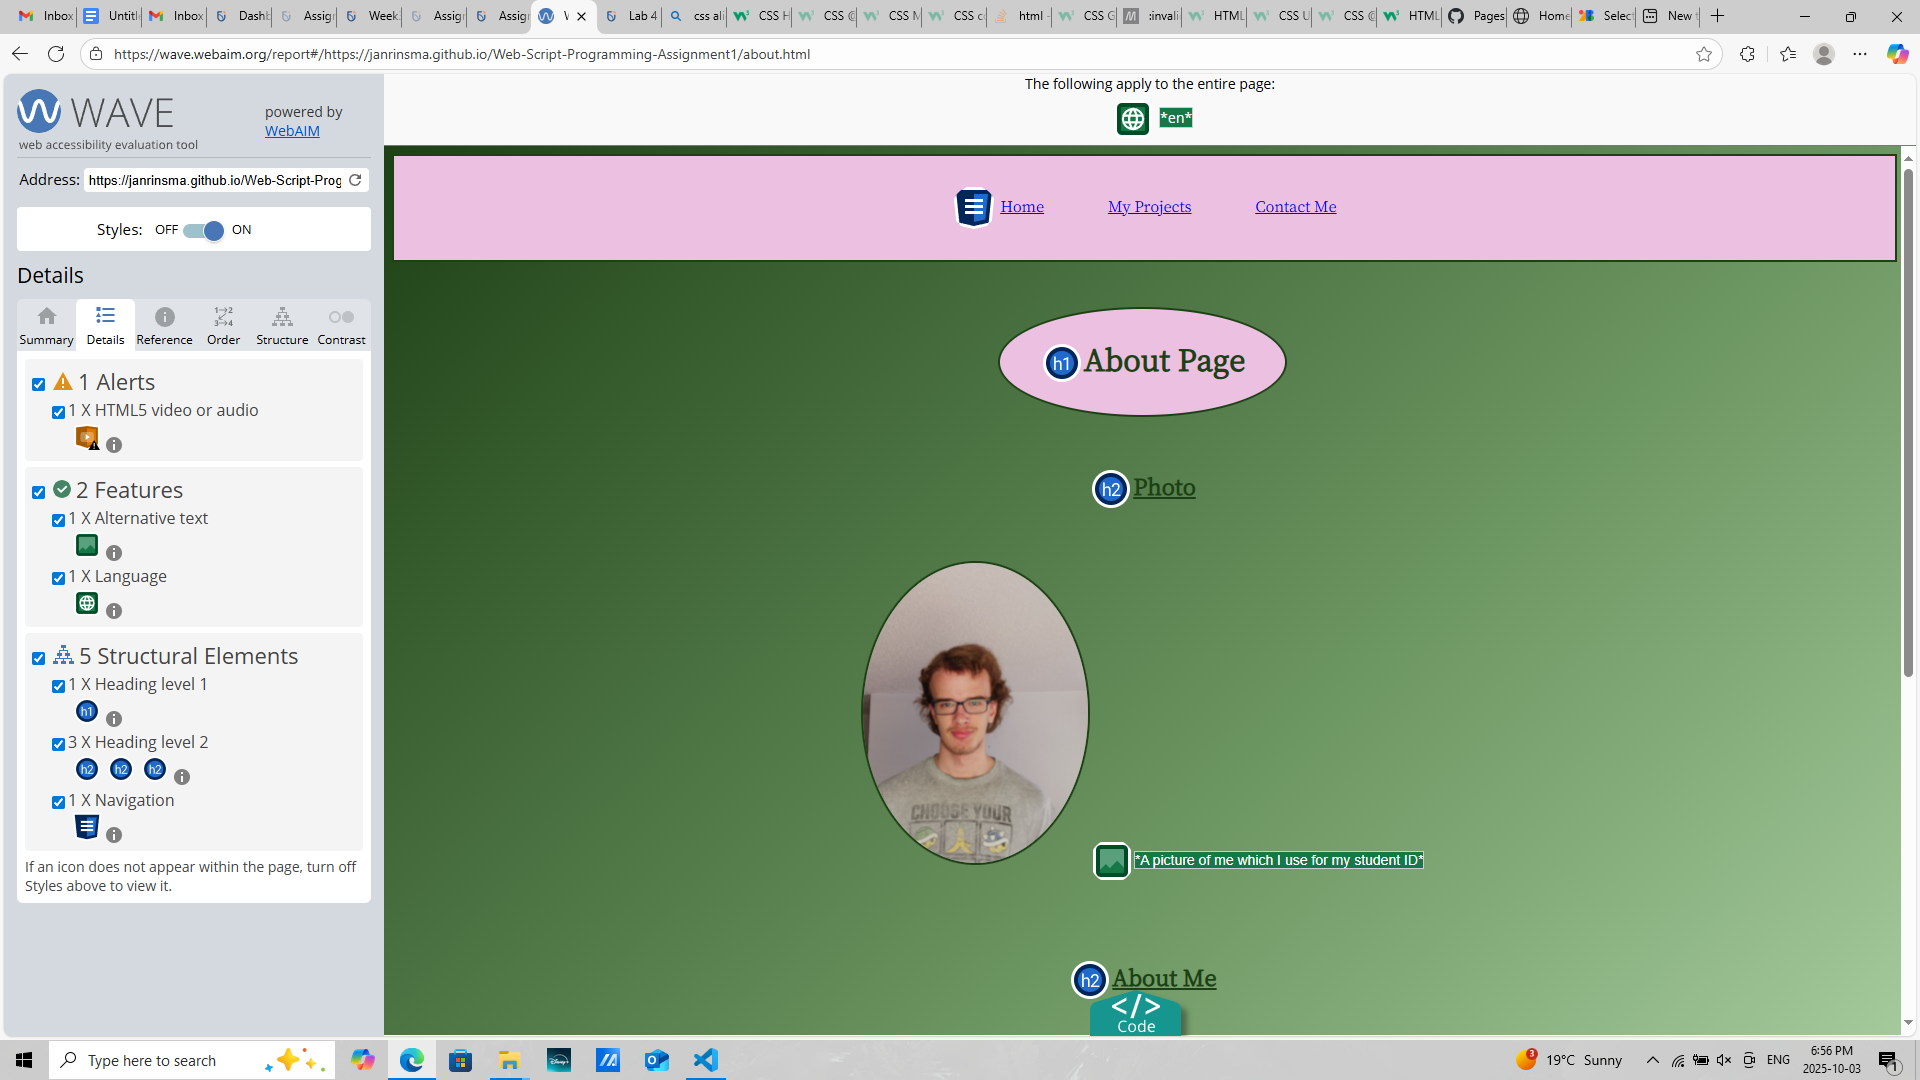 Inbox
Untitl
Inbox
Dashb
Assign
Week
Assign
Assign
W
Lab 4
css ali
CSS H
CSS @
CSS M
CSS c
html -
CSS G
:invali
HTML
CSS U
CSS @
HTML
Pages
Home
Select
New t
https://wave.webaim.org/report#/https://janrinsma.github.io/Web-Script-Programming-Assignment1/about.html
WAVE
web accessibility evaluation tool
powered by
WebAIM
Address: https://janrinsma.github.io/Web-Script-Prog
Styles: OFF ON
Details
Summary Details Reference Order Structure Contrast
1 Alerts
1 X HTML5 video or audio
2 Features
1 X Alternative text
1 X Language
5 Structural Elements
1 X Heading level 1
h1
3 X Heading level 2
h2 h2 h2
1 X Navigation
If an icon does not appear within the page, turn off
Styles above to view it.
The following apply to the entire page:
*en*
Home My Projects Contact Me
h1 About Page
h2 Photo
CHOOSE YOUR
*A picture of me which I use for my student ID*
h2 About Me
</>
Code
Type here to search
3
19°C Sunny
ENG
6:56 PM
2025-10-03
1